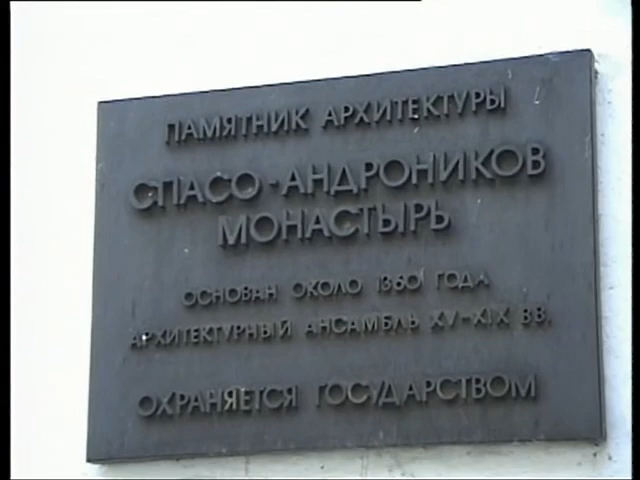 ПАМЯТНИК АРХИТЕКТУРЫ
СПАСО-АНДРОНИКОВ
МОНАСТЫРЬ
ОСНОВАН ОКОЛО 1360 ГОДА
АРХИТЕКТУРНЫЙ АНСАМБЛЬ XV-XIX ВВ.
ОХРАНЯЕТСЯ ГОСУДАРСТВОМ